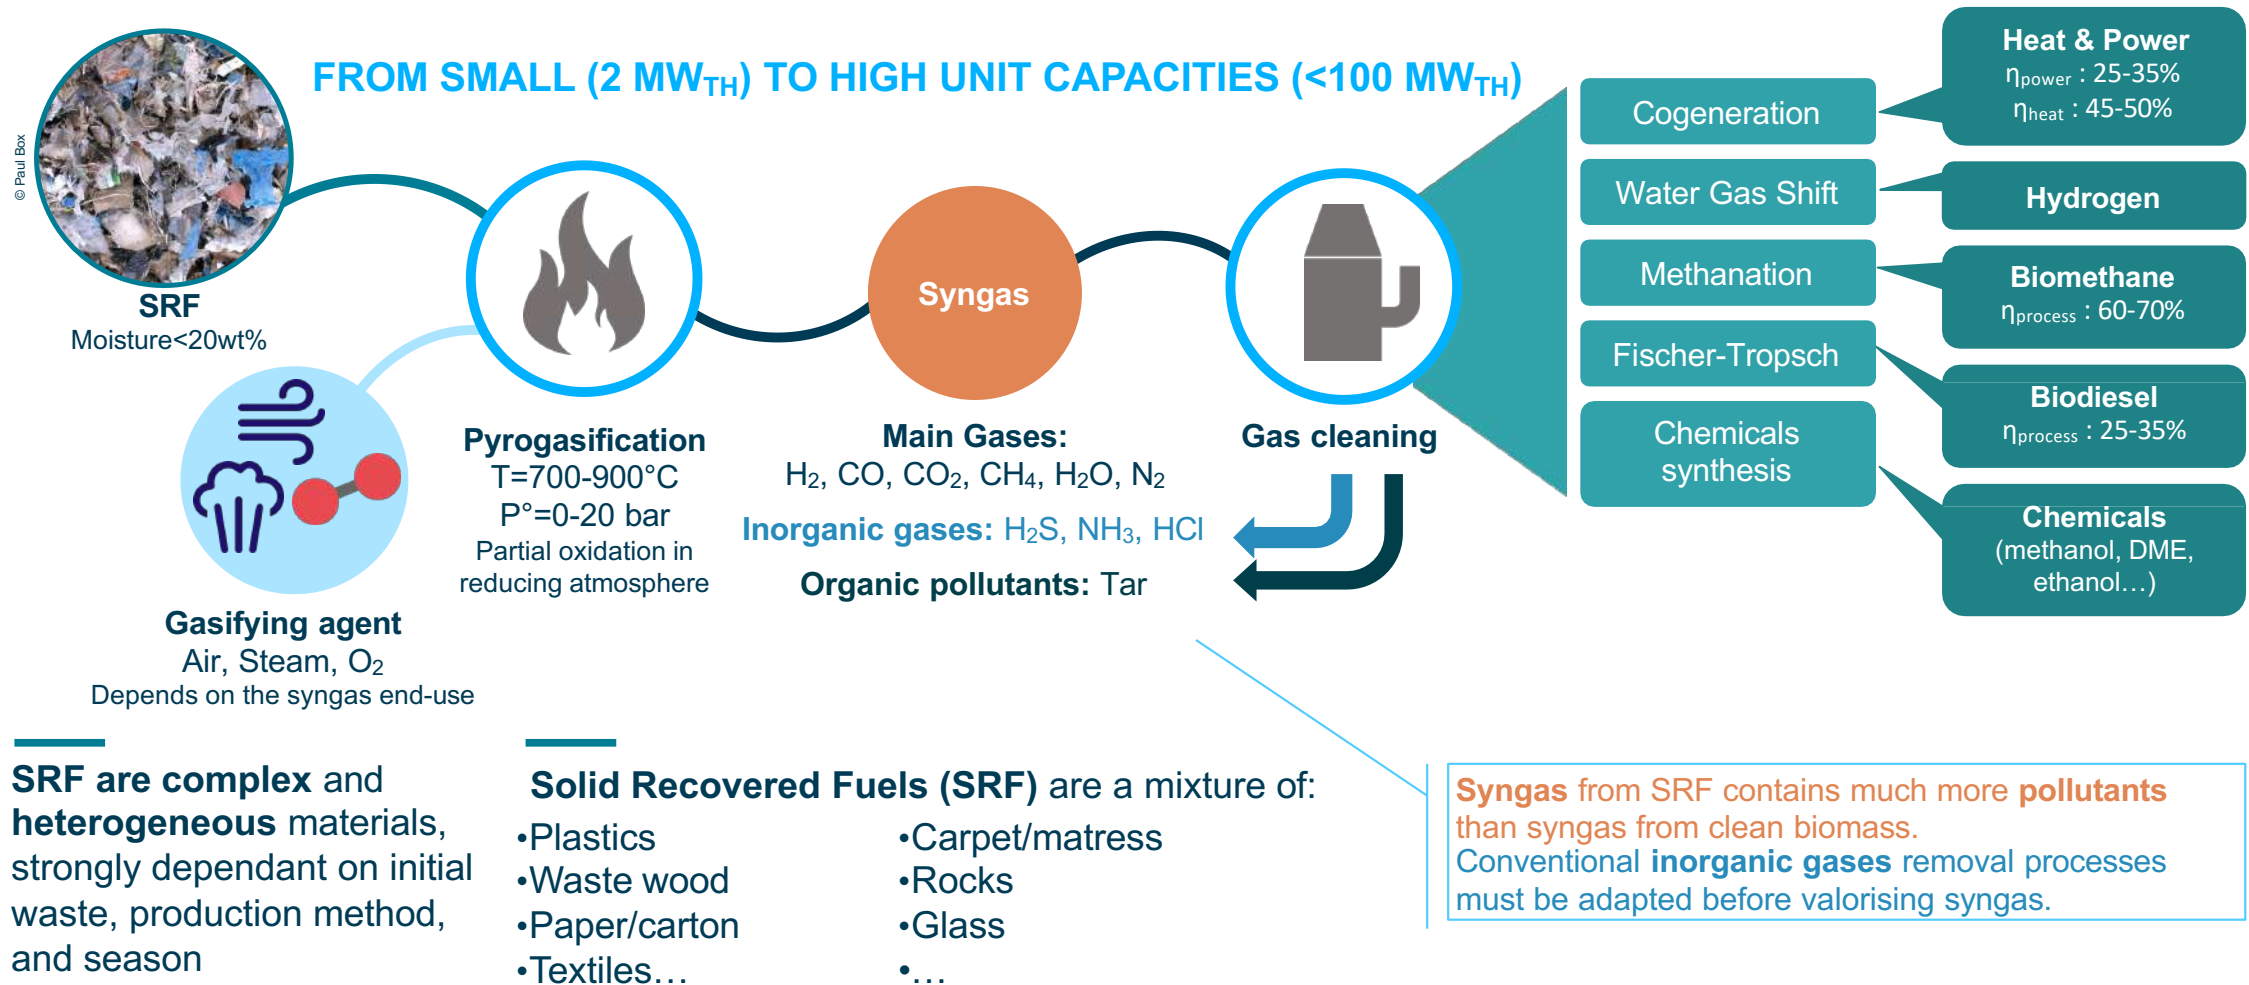 FROM SMALL (2 MWTH) TO HIGH UNIT CAPACITIES (<100 MWTH)
© Paul Box
SRF
Moisture<20wt%
Gasifying agent
Air, Steam, O₂
Depends on the syngas end-use
Pyrogasification
T=700-900°C
P°=0-20 bar
Partial oxidation in
reducing atmosphere
Syngas
Main Gases:
H₂, CO, CO₂, CH₄, H₂O, N₂
Inorganic gases: H₂S, NH₃, HCl
Organic pollutants: Tar
Gas cleaning
Cogeneration
Water Gas Shift
Methanation
Fischer-Tropsch
Chemicals
synthesis
Heat & Power
ηpower : 25-35%
ηheat : 45-50%
Hydrogen
Biomethane
ηprocess : 60-70%
Biodiesel
ηprocess : 25-35%
Chemicals
(methanol, DME,
ethanol…)
SRF are complex and
heterogeneous materials,
strongly dependant on initial
waste, production method,
and season
Solid Recovered Fuels (SRF) are a mixture of:
•Plastics
•Waste wood
•Paper/carton
•Textiles…
•Carpet/matress
•Rocks
•Glass
•…
Syngas from SRF contains much more pollutants
than syngas from clean biomass.
Conventional inorganic gases removal processes
must be adapted before valorising syngas.